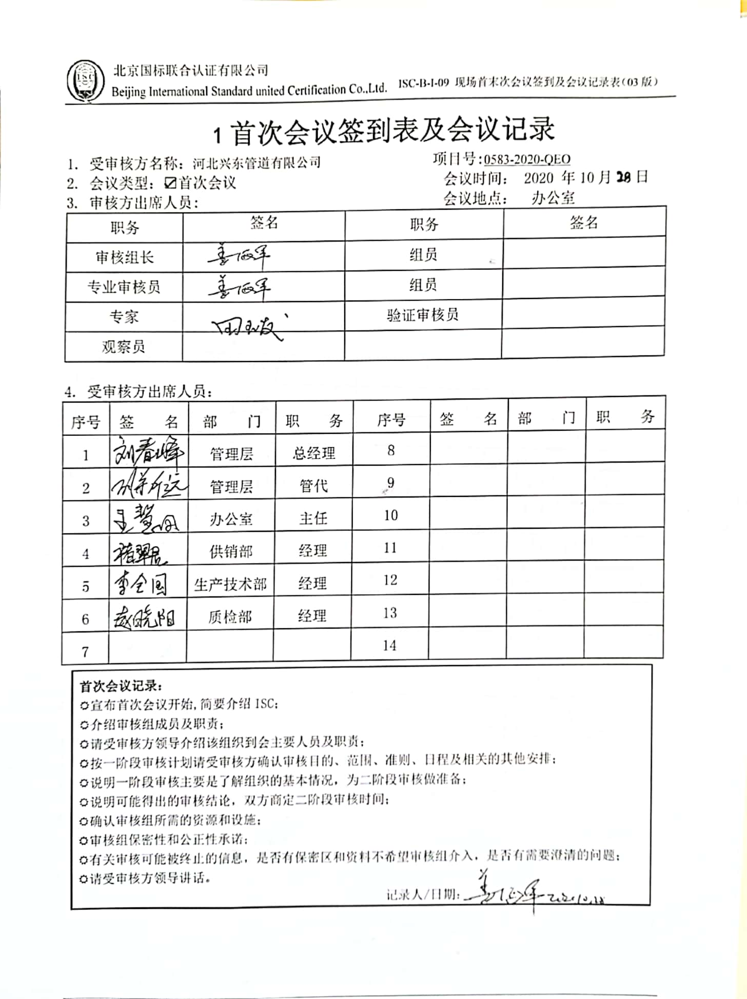 ISC
北京国标联合认证有限公司
Beijing International Standard united Certification Co.,Ltd. ISC-B-I-09 现场首末次会议签到及会议记录表(03 版)
1 首次会议签到表及会议记录
1. 受审核方名称: 河北兴东管道有限公司 项目号:0583-2020-QEO
2. 会议类型: ☑首次会议 会议时间: 2020 年 10 月 28 日
3. 审核方出席人员: 会议地点: 办公室
职务 签名 职务 签名
审核组长 姜海军 组员
专业审核员 姜海军 组员
专家 验证审核员
观察员
4. 受审核方出席人员:
序号 签 名 部 门 职 务 序号 签 名 部 门 职 务
1 刘春峰 管理层 总经理 8
2 管理层 管代 9
3 办公室 主任 10
4 供销部 经理 11
5 李全国 生产技术部 经理 12
6 赵晓阳 质检部 经理 13
7 14
首次会议记录:
✡宣布首次会议开始,简要介绍 ISC;
✡介绍审核组成员及职责;
✡请受审核方领导介绍该组织到会主要人员及职责;
✡按一阶段审核计划请受审核方确认审核目的、范围、准则、日程及相关的其他安排;
✡说明一阶段审核主要是了解组织的基本情况, 为二阶段审核做准备;
✡说明可能得出的审核结论, 双方商定二阶段审核时间;
✡确认审核组所需的资源和设施;
✡审核组保密性和公正性承诺;
✡有关审核可能被终止的信息, 是否有保密区和资料不希望审核组介入, 是否有需要澄清的问题;
✡请受审核方领导讲话。
记录人/日期: 姜海军 2020.10.28